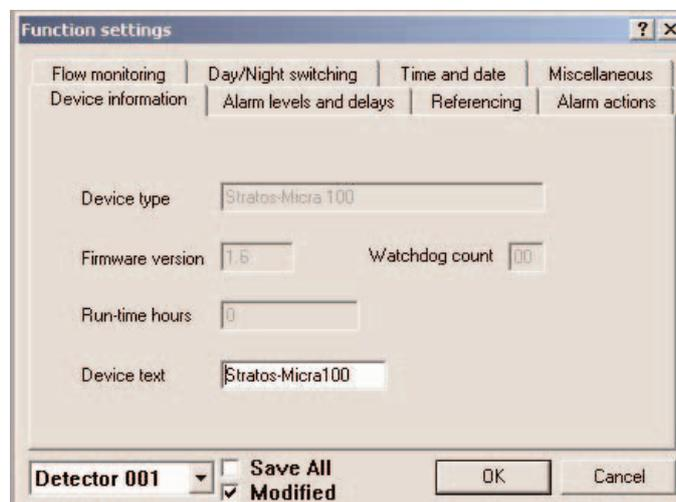 Function settings
? X
Flow monitoring Day/Night switching Time and date Miscellaneous
Device information Alarm levels and delays Referencing Alarm actions
Device type Stratos-Micra 100
Firmware version 1.6 Watchdog count 00
Run-time hours 0
Device text Stratos-Micra100
Detector 001 Save All OK Cancel
Modified